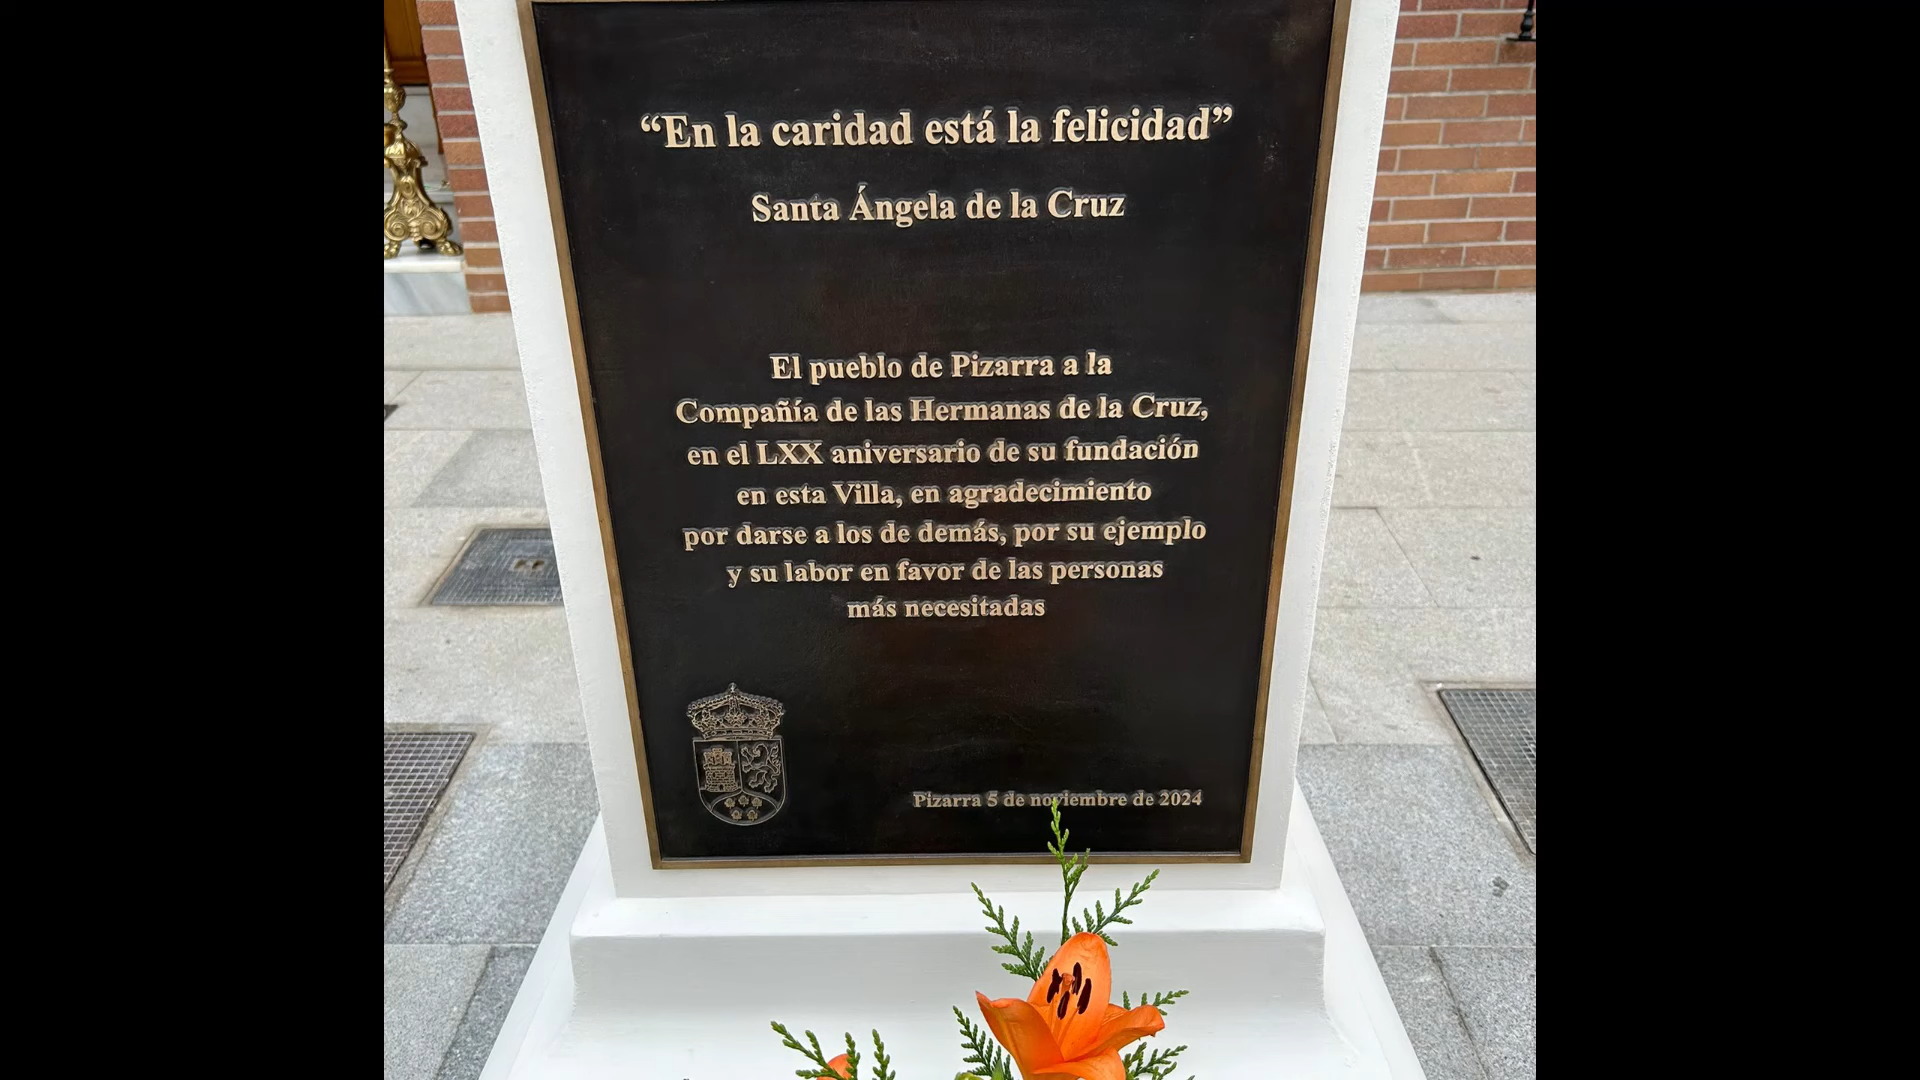 “En la caridad está la felicidad”
Santa Ángela de la Cruz
El pueblo de Pizarra a la
Compañía de las Hermanas de la Cruz,
en el LXX aniversario de su fundación
en esta Villa, en agradecimiento
por darse a los de demás, por su ejemplo
y su labor en favor de las personas
más necesitadas
Pizarra 5 de noviembre de 2024